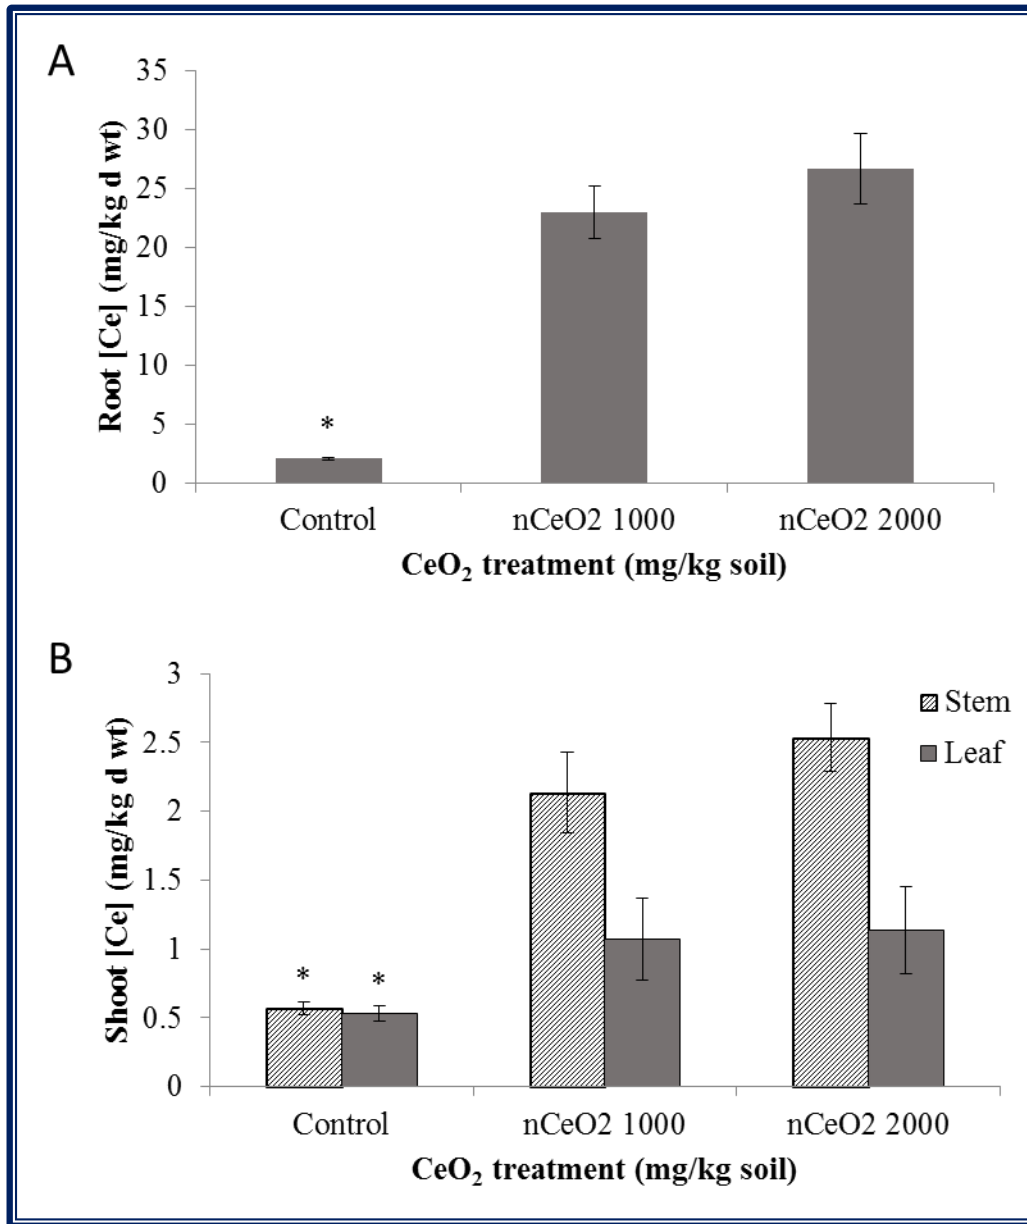 A
35
30
25
20
15
10
5
0
Root [Ce] (mg/kg d wt)
*
Control nCeO2 1000 nCeO2 2000
CeO₂ treatment (mg/kg soil)
B
3
2.5
2
1.5
1
0.5
0
Shoot [Ce] (mg/kg d wt)
Stem
Leaf
* *
Control nCeO2 1000 nCeO2 2000
CeO₂ treatment (mg/kg soil)